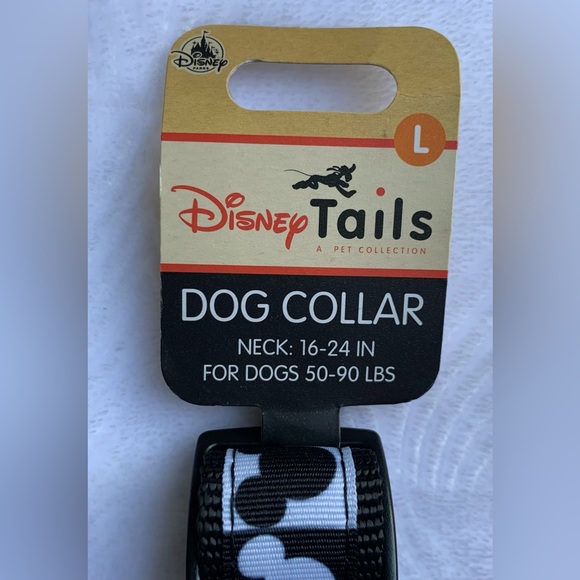 Disney
PARKS
L
Disney Tails
A PET COLLECTION
DOG COLLAR
NECK: 16-24 IN
FOR DOGS 50-90 LBS